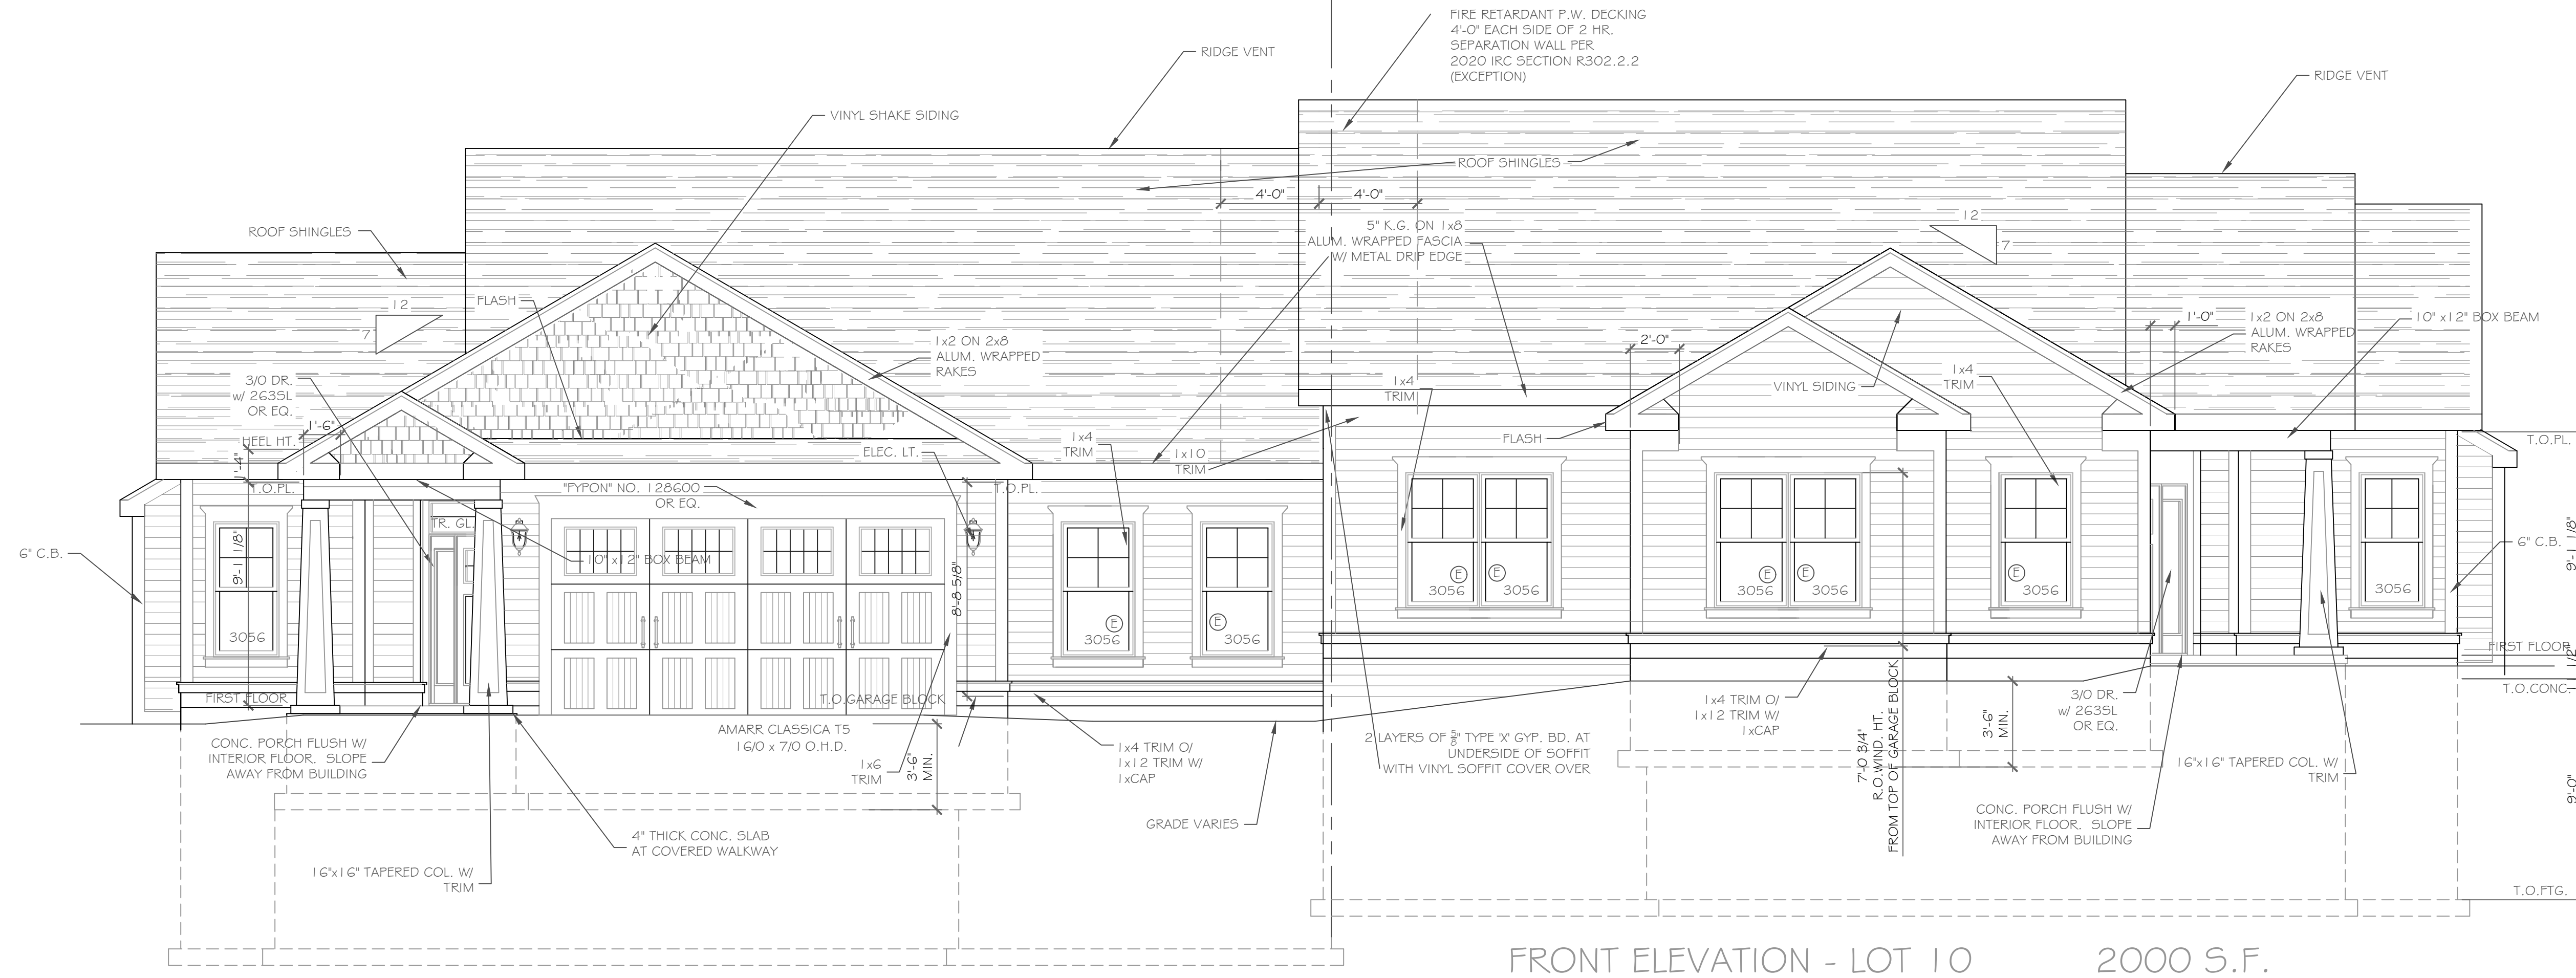 FIRE RETARDANT P.W. DECKING
4'-0" EACH SIDE OF 2 HR.
SEPARATION WALL PER
2020 IRC SECTION R302.2.2
(EXCEPTION)
RIDGE VENT
RIDGE VENT
VINYL SHAKE SIDING
ROOF SHINGLES
4'-0"
4'-0"
5" K.G. ON 1x8
ALUM. WRAPPED FASCIA
W/ METAL DRIP EDGE
12
7
ROOF SHINGLES
12
7
FLASH
1x2 ON 2x8
ALUM. WRAPPED
RAKES
2'-0"
1'-0"
1x2 ON 2x8
ALUM. WRAPPED
RAKES
10" x12" BOX BEAM
3/0 DR.
w/ 263SL
OR EQ.
1x4
TRIM
VINYL SIDING
1x4
TRIM
HEEL HT.
1'-6"
1'-4"
ELEC. LT.
1x4
TRIM
1x10
TRIM
FLASH
T.O.PL.
T.O.PL.
"FYPON" NO. 128600
OR EQ.
T.O.PL.
TR. GL.
6" C.B.
9'-1 1/8"
10" x12" BOX BEAM
8'-8 5/8"
6" C.B.
9'-1 1/8"
E
3056
E
3056
E
3056
E
3056
E
3056
3056
3056
E
3056
E
3056
FIRST FLOOR
T.O.GARAGE BLOCK
FIRST FLOOR
1/2"
T.O.CONC.
AMARR CLASSICA T5
16/0 x 7/0 O.H.D.
CONC. PORCH FLUSH W/
INTERIOR FLOOR. SLOPE
AWAY FROM BUILDING
1x6
TRIM
3'-6"
MIN.
1x4 TRIM O/
1x12 TRIM W/
1xCAP
2 LAYERS OF 5/8" TYPE 'X' GYP. BD. AT
UNDERSIDE OF SOFFIT
WITH VINYL SOFFIT COVER OVER
1x4 TRIM O/
1x12 TRIM W/
1xCAP
7'-0 3/4"
R.O.WIND. HT.
FROM TOP OF GARAGE BLOCK
3'-6"
MIN.
3/0 DR.
w/ 263SL
OR EQ.
16"x16" TAPERED COL. W/
TRIM
9'-0"
GRADE VARIES
CONC. PORCH FLUSH W/
INTERIOR FLOOR. SLOPE
AWAY FROM BUILDING
4" THICK CONC. SLAB
AT COVERED WALKWAY
16"x16" TAPERED COL. W/
TRIM
T.O.FTG.
FRONT ELEVATION - LOT 10 2000 S.F.